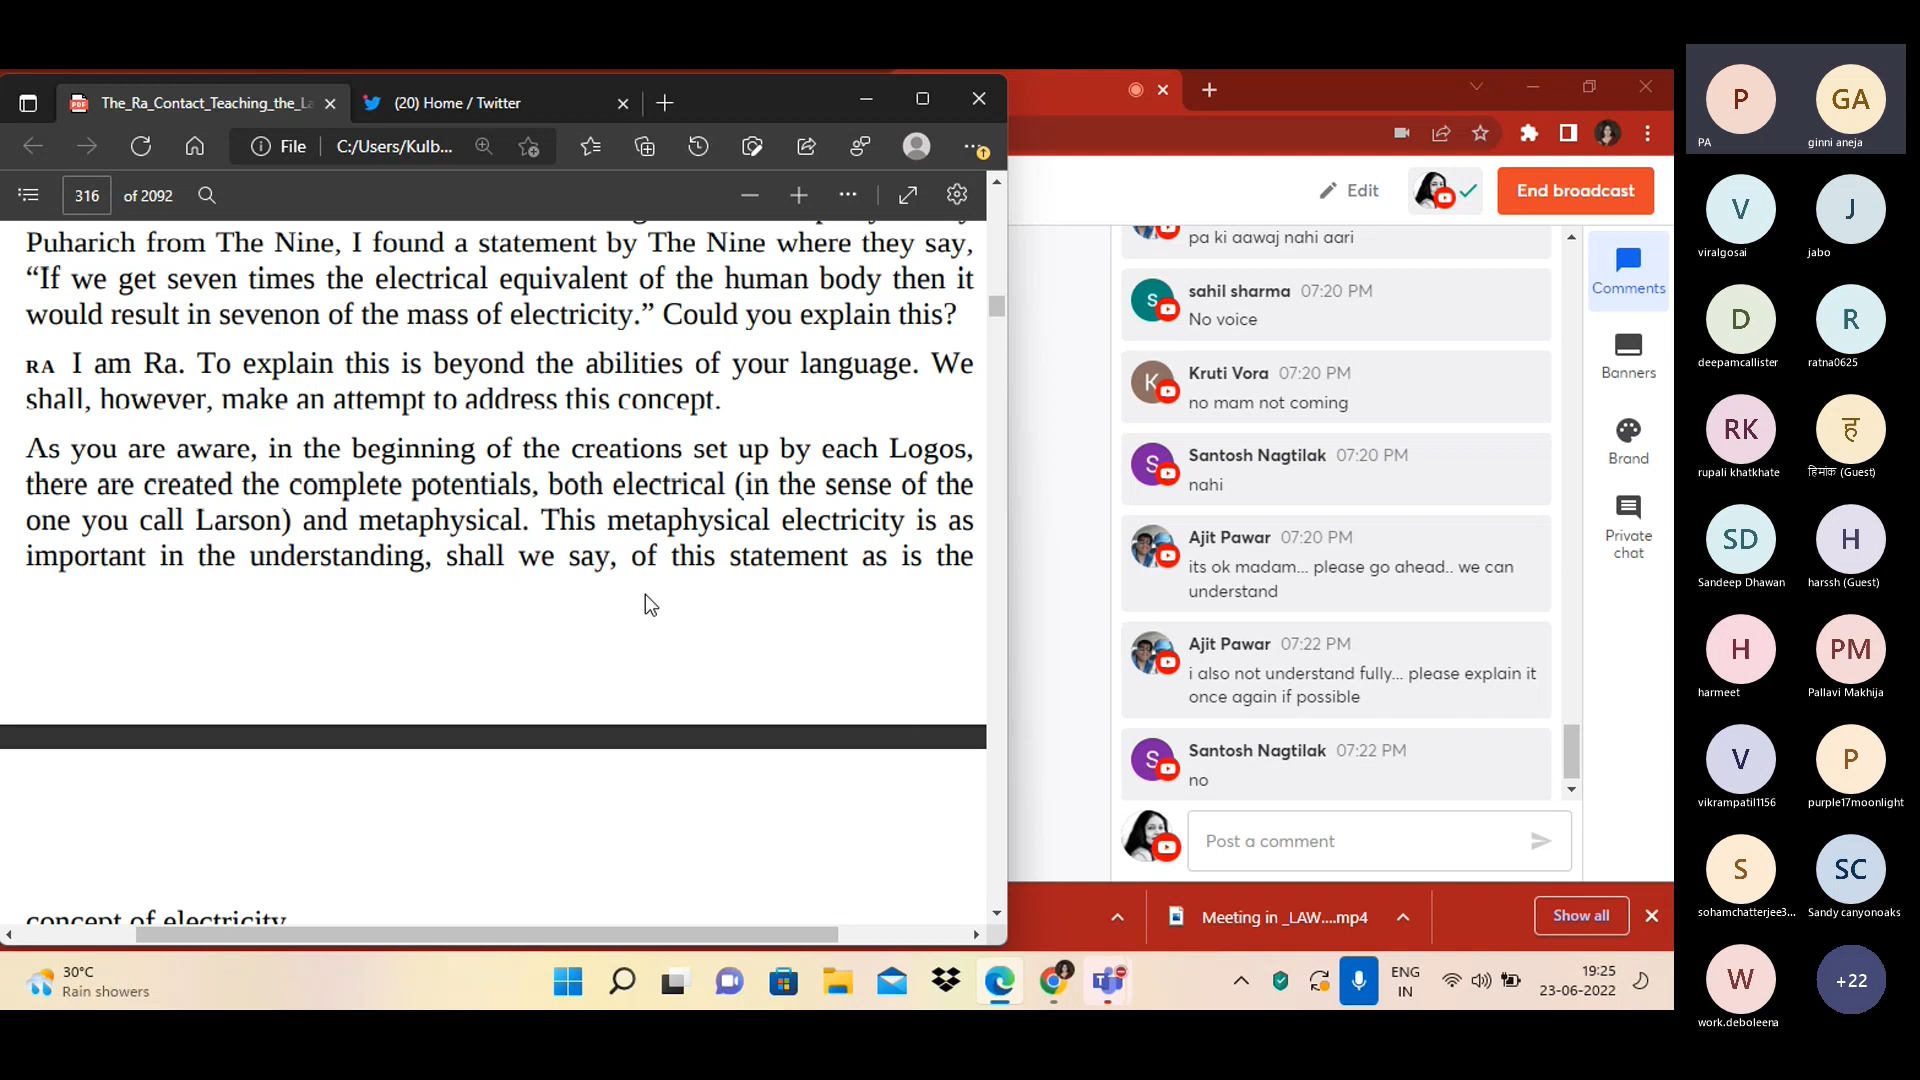 The_Ra_Contact_Teaching_the_La
(20) Home / Twitter
File
C:/Users/Kulb...
316 of 2092
Puharich from The Nine, I found a statement by The Nine where they say,
“If we get seven times the electrical equivalent of the human body then it
would result in sevenon of the mass of electricity.” Could you explain this?
RA I am Ra. To explain this is beyond the abilities of your language. We
shall, however, make an attempt to address this concept.
As you are aware, in the beginning of the creations set up by each Logos,
there are created the complete potentials, both electrical (in the sense of the
one you call Larson) and metaphysical. This metaphysical electricity is as
important in the understanding, shall we say, of this statement as is the
concept of electricity
Edit
End broadcast
pa ki aawaj nahi aari
S
sahil sharma 07:20 PM
No voice
K
Kruti Vora 07:20 PM
no mam not coming
S
Santosh Nagtilak 07:20 PM
nahi
Ajit Pawar 07:20 PM
its ok madam... please go ahead.. we can
understand
Ajit Pawar 07:22 PM
i also not understand fully... please explain it
once again if possible
S
Santosh Nagtilak 07:22 PM
no
Post a comment
Comments
Banners
Brand
Private
chat
Meeting in _LAW....mp4
Show all
30°C
Rain showers
ENG
IN
19:25
23-06-2022
P
PA
GA
ginni aneja
V
viralgosai
J
jabo
D
deepamcallister
R
ratna0625
RK
rupali khatkhate
ह
हिमांक (Guest)
SD
Sandeep Dhawan
H
harssh (Guest)
H
harmeet
PM
Pallavi Makhija
V
vikrampatil1156
P
purple17moonlight
S
sohamchatterjee3...
SC
Sandy canyonoaks
W
work.deboleena
+22